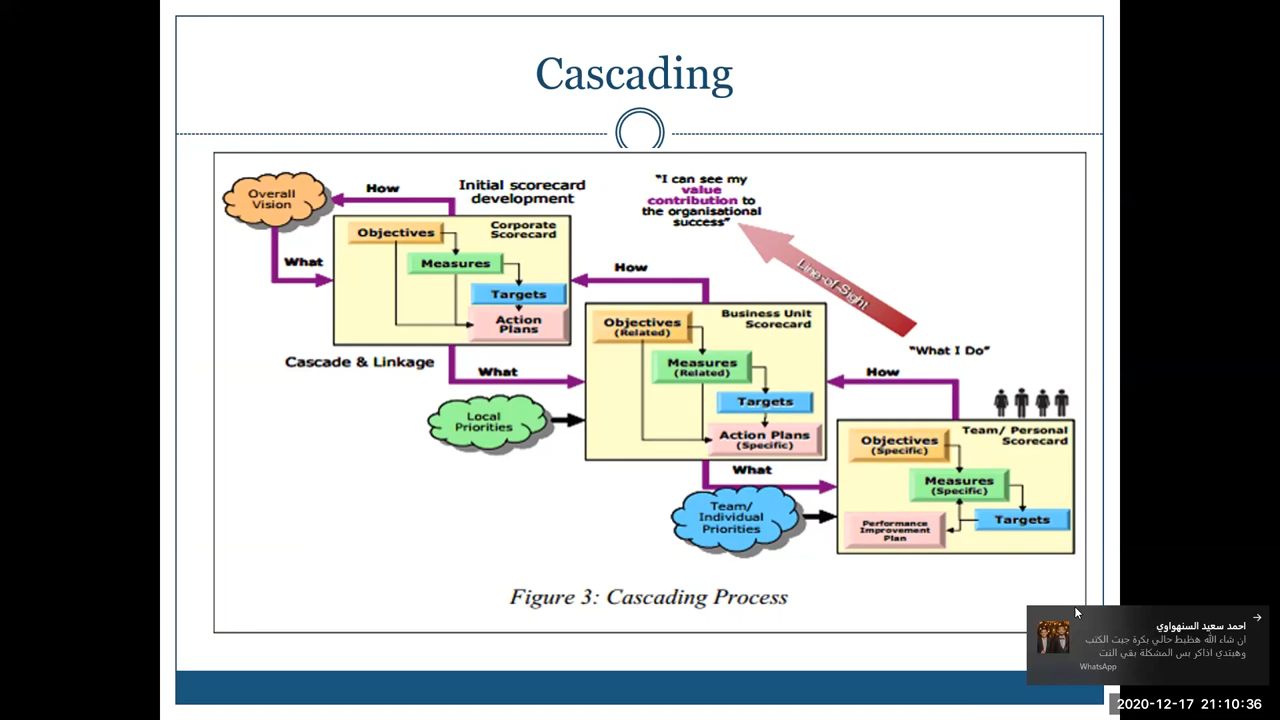 Cascading
Overall
Vision
How
Initial scorecard
development
"I can see my
value
contribution to
the organisational
success"
What
Corporate
Scorecard
Objectives
Measures
Targets
Action
Plans
How
Line-of-Sight
"What I Do"
Cascade & Linkage
What
Business Unit
Scorecard
Objectives
(Related)
Measures
(Related)
Targets
Action Plans
(Specific)
Local
Priorities
How
What
Team/ Personal
Scorecard
Objectives
(Specific)
Measures
(Specific)
Targets
Performance
Improvement
Plan
Team/
Individual
Priorities
Figure 3: Cascading Process
احمد سعيد السنهواوي
ان شاء الله هظبط حالي بكرة جبت الكتب
وهبتدي اذاكر بس المشكلة بقي النت
WhatsApp
2020-12-17 21:10:36